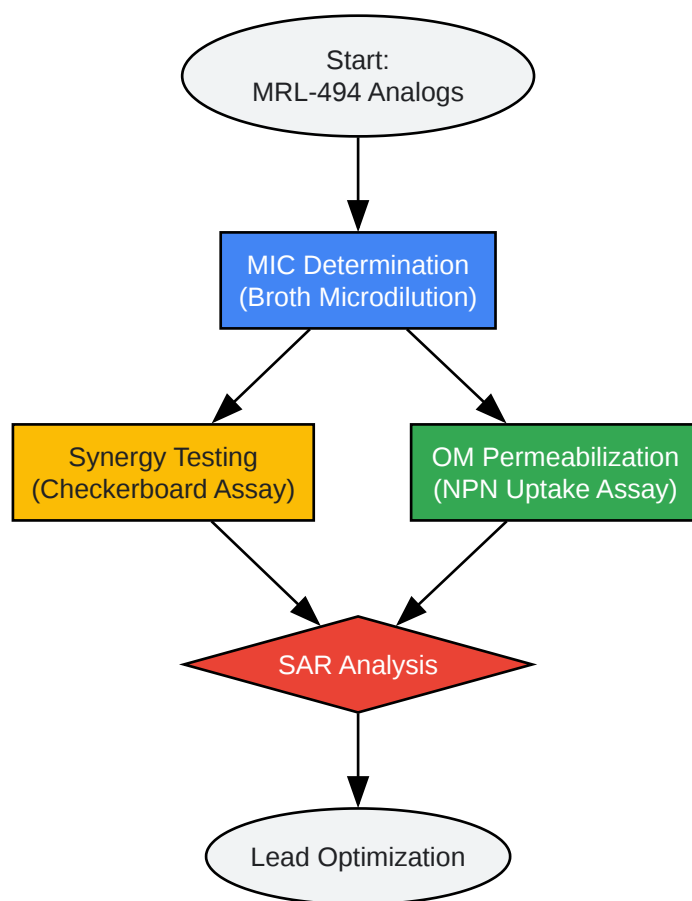 Start:
MRL-494 Analogs
MIC Determination
(Broth Microdilution)
Synergy Testing
(Checkerboard Assay)
OM Permeabilization
(NPN Uptake Assay)
SAR Analysis
Lead Optimization